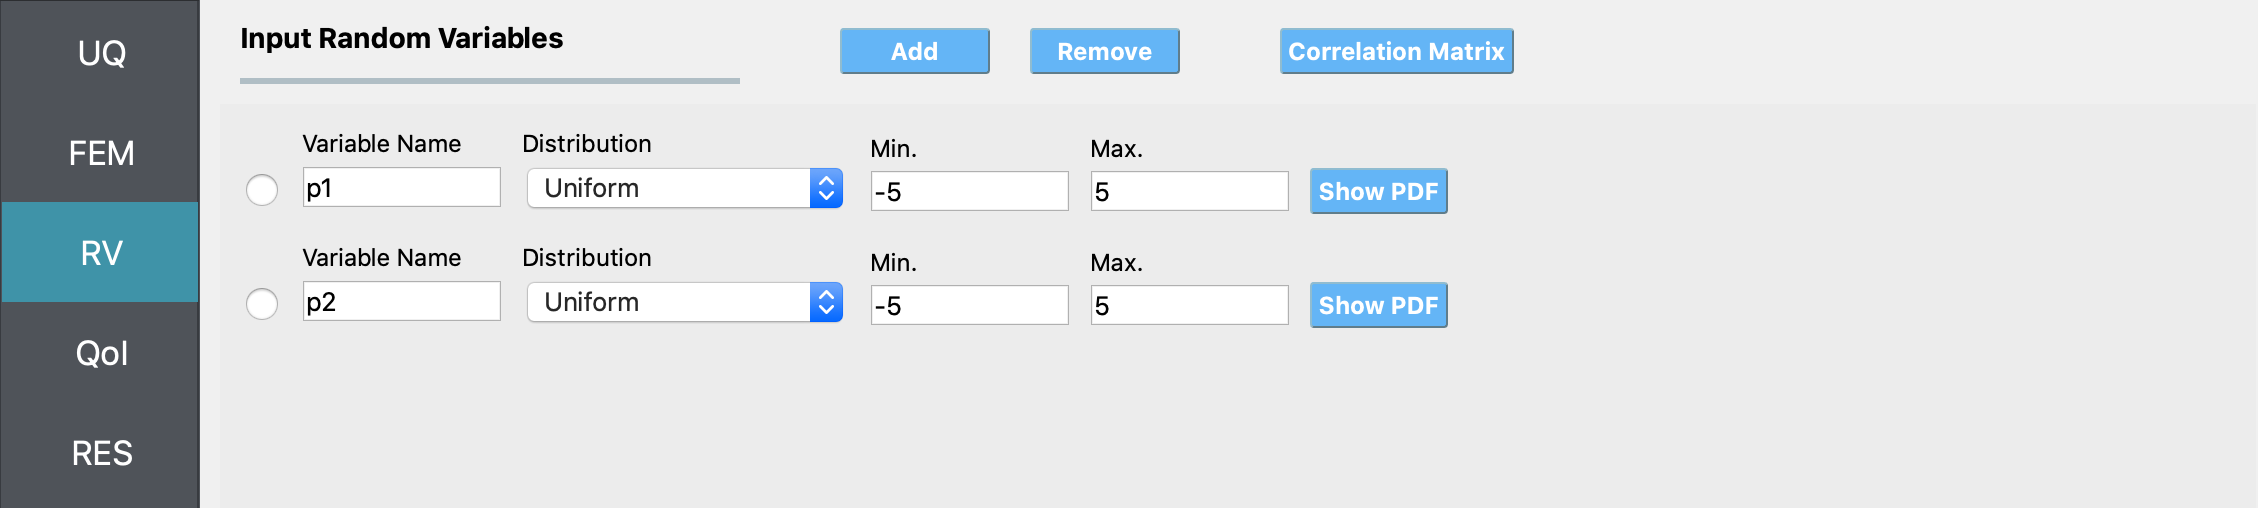 UQ
FEM
RV
QoI
RES
Input Random Variables
Add
Remove
Correlation Matrix
Variable Name
Distribution
Min.
Max.
p1
Uniform
-5
5
Show PDF
Variable Name
Distribution
Min.
Max.
p2
Uniform
-5
5
Show PDF